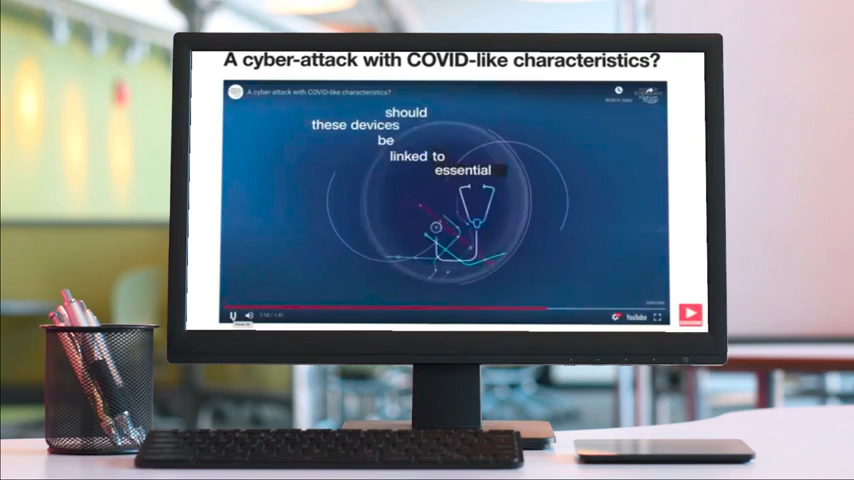 A cyber-attack with COVID-like characteristics?
A cyber-attack with COVID-like characteristics?
should
these devices
be
linked to
essential
YouTube